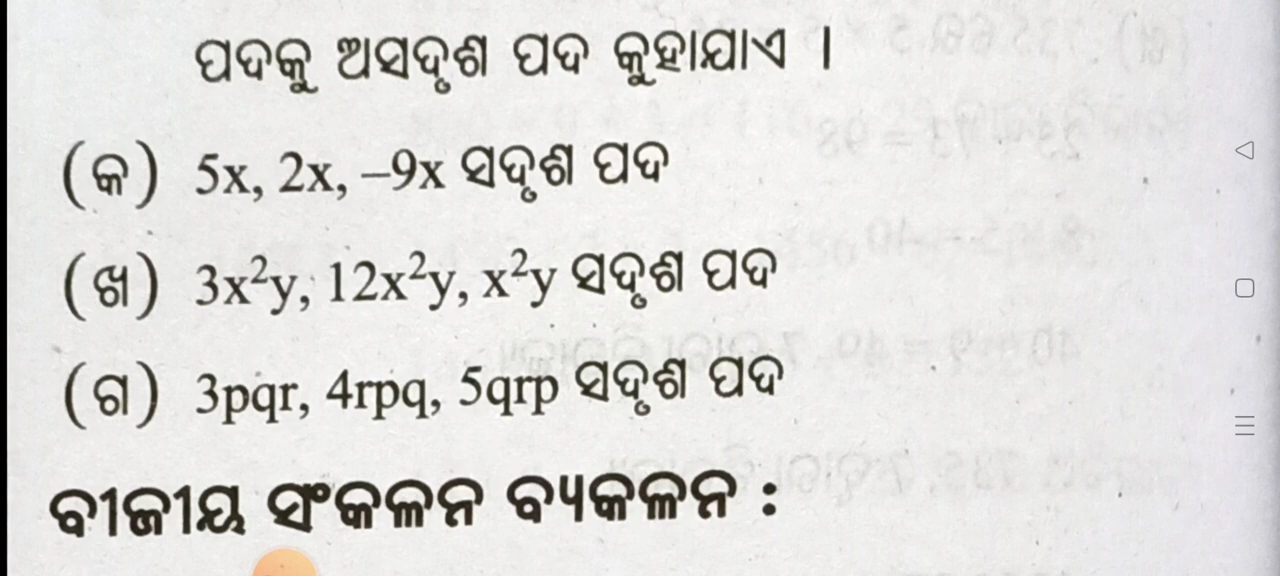 ପଦକୁ ଅସଦୃଶ ପଦ କୁହାଯାଏ ।
(କ) 5x, 2x, –9x ସଦୃଶ ପଦ
(ଖ) 3x²y, 12x²y, x²y ସଦୃଶ ପଦ
(ଗ) 3pqr, 4rpq, 5qrp ସଦୃଶ ପଦ
ବୀଜୀୟ ସଂକଳନ ବ୍ୟକଳନ :